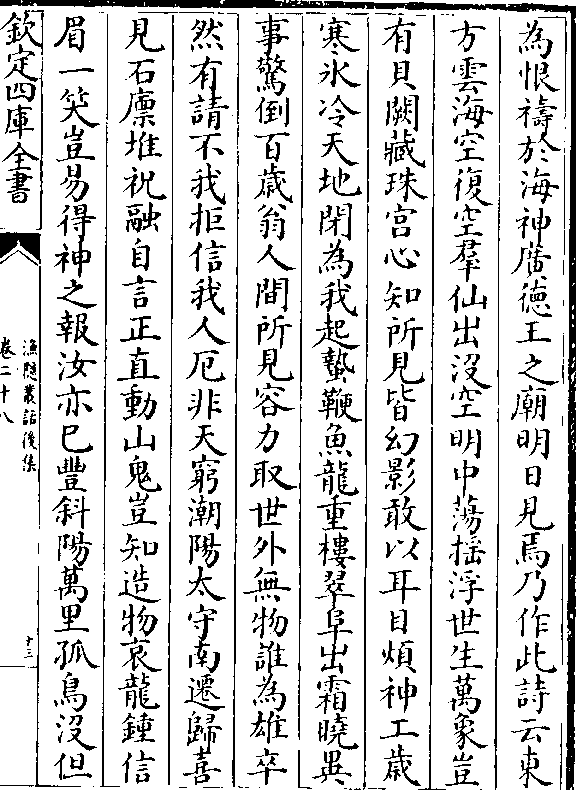 為恨禱於海神廣德王之廟明日見焉乃作此詩云東
方雲海空復空羣仙出沒空明中蕩揺浮世生萬象豈
有貝闕藏珠宫心知所見皆幻影敢以耳目煩神工嵗
寒氷冷天地閉為我起蟄鞭魚龍重樓翠阜出霜曉異
事驚倒百嵗翁人間所見容力取世外無物誰為雄卒
然有請不我拒信我人厄非天窮潮陽太守南遷歸喜
見石廪堆祝融自言正直動山鬼豈知造物哀龍鍾信
眉一笑豈易得神之報汝亦已豐斜陽萬里孤鳥沒但
欽定四庫全書
漁隠叢話後集
卷二十八
十三